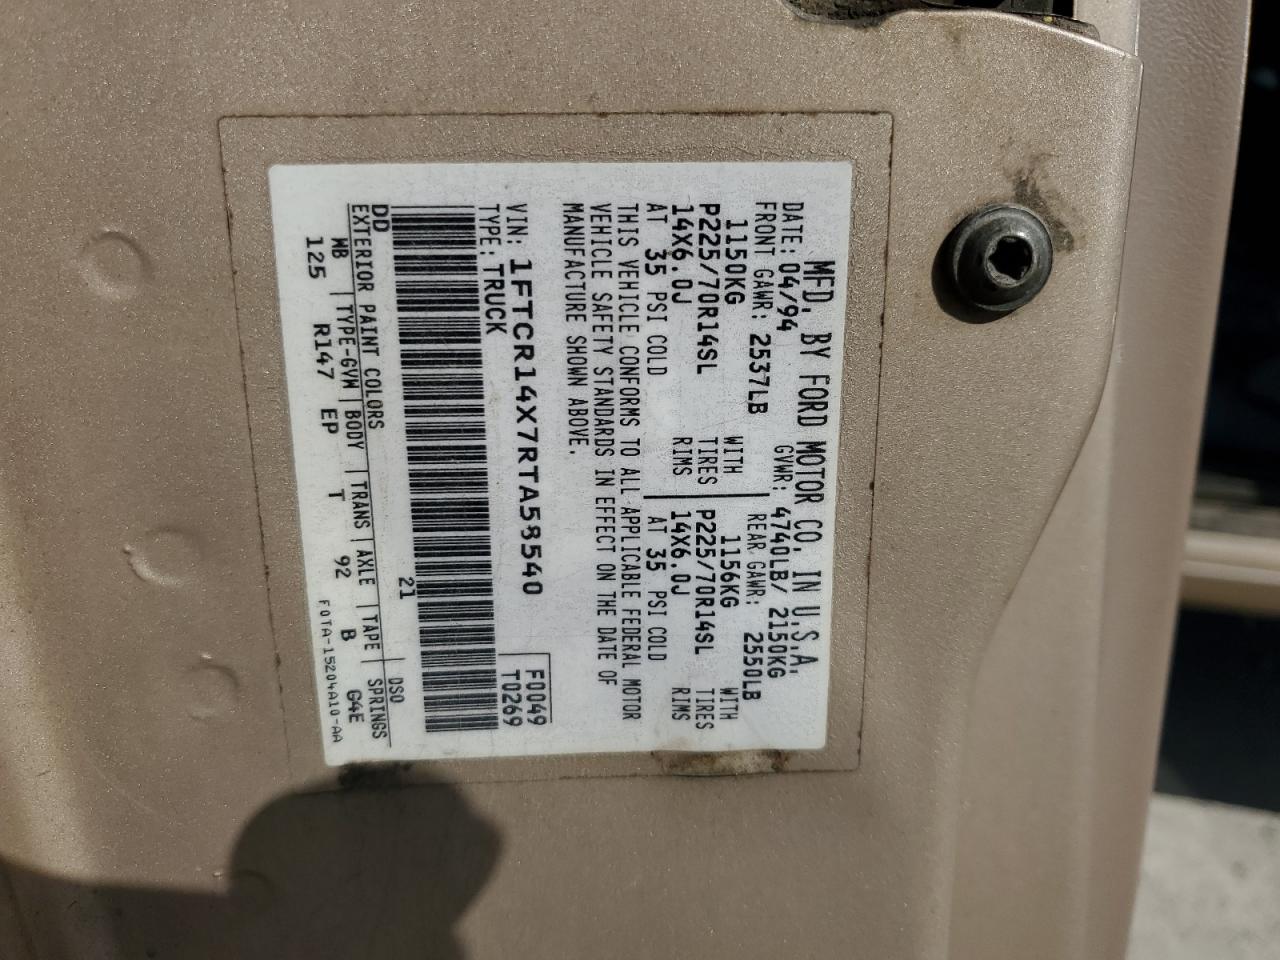 MFD. BY FORD MOTOR CO. IN U.S.A.
DATE: 04/94 GVWR: 4740LB/ 2150KG
FRONT GAWR: 2537LB REAR GAWR: 2550LB
1150KG WITH 1156KG WITH
P225/70R14SL TIRES P225/70R14SL TIRES
14X6.0J RIMS 14X6.0J RIMS
AT 35 PSI COLD AT 35 PSI COLD
THIS VEHICLE CONFORMS TO ALL APPLICABLE FEDERAL MOTOR
VEHICLE SAFETY STANDARDS IN EFFECT ON THE DATE OF
MANUFACTURE SHOWN ABOVE.
VIN: 1FTCR14X7RTA58540 F0049
TYPE: TRUCK T0269
21
DD DSO
EXTERIOR PAINT COLORS
WB TYPE-GVW BODY TRANS AXLE TAPE SPRINGS
125 R147 EP T 92 B G4E
F0TA-15204A10-AA